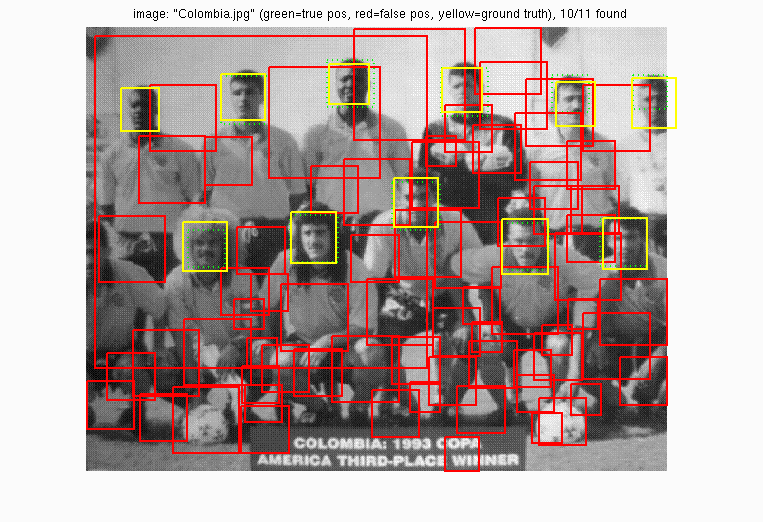 image: "Colombia.jpg" (green=true pos, red=false pos, yellow=ground truth), 10/11 found
COLOMBIA: 1993 COPA
AMERICA THIRD-PLACE WINNER